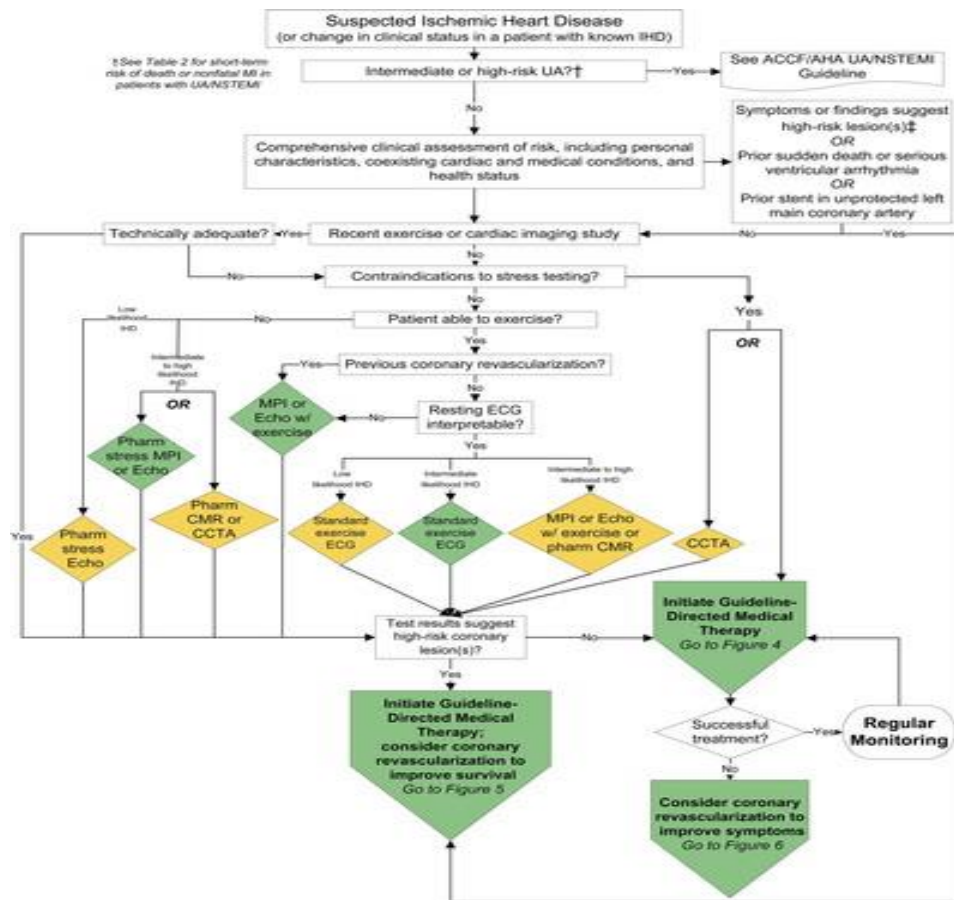 Suspected Ischemic Heart Disease
(or change in clinical status in a patient with known IHD)
†See Table 2 for short-term
risk of death or nonfatal MI in
patients with UA/NSTEMI
Intermediate or high-risk UA?†
Yes
See ACCF/AHA UA/NSTEMI
Guideline
No
Comprehensive clinical assessment of risk, including personal
characteristics, coexisting cardiac and medical conditions, and
health status
Symptoms or findings suggest
high-risk lesion(s)‡
OR
Prior sudden death or serious
ventricular arrhythmia
OR
Prior stent in unprotected left
main coronary artery
Technically adequate?
Yes
Recent exercise or cardiac imaging study
No
Yes
No
No
Contraindications to stress testing?
No
Yes
OR
Low
likelihood
IHD
No
Patient able to exercise?
Yes
Intermediate
to high
likelihood
IHD
OR
Yes
Previous coronary revascularization?
No
MPI or
Echo w/
exercise
No
Resting ECG
interpretable?
Yes
Pharm
stress MPI
or Echo
Low
likelihood IHD
Intermediate
likelihood IHD
Intermediate to high
likelihood IHD
Yes
Pharm
stress
Echo
Pharm
CMR or
CCTA
Standard
exercise
ECG
Standard
exercise
ECG
MPI or Echo
w/ exercise or
pharm CMR
CCTA
Test results suggest
high-risk coronary
lesion(s)?
No
Initiate Guideline-
Directed Medical
Therapy
Go to Figure 4
Yes
Initiate Guideline-
Directed Medical
Therapy;
consider coronary
revascularization to
improve survival
Go to Figure 5
Successful
treatment?
Yes
Regular
Monitoring
No
Consider coronary
revascularization to
improve symptoms
Go to Figure 6